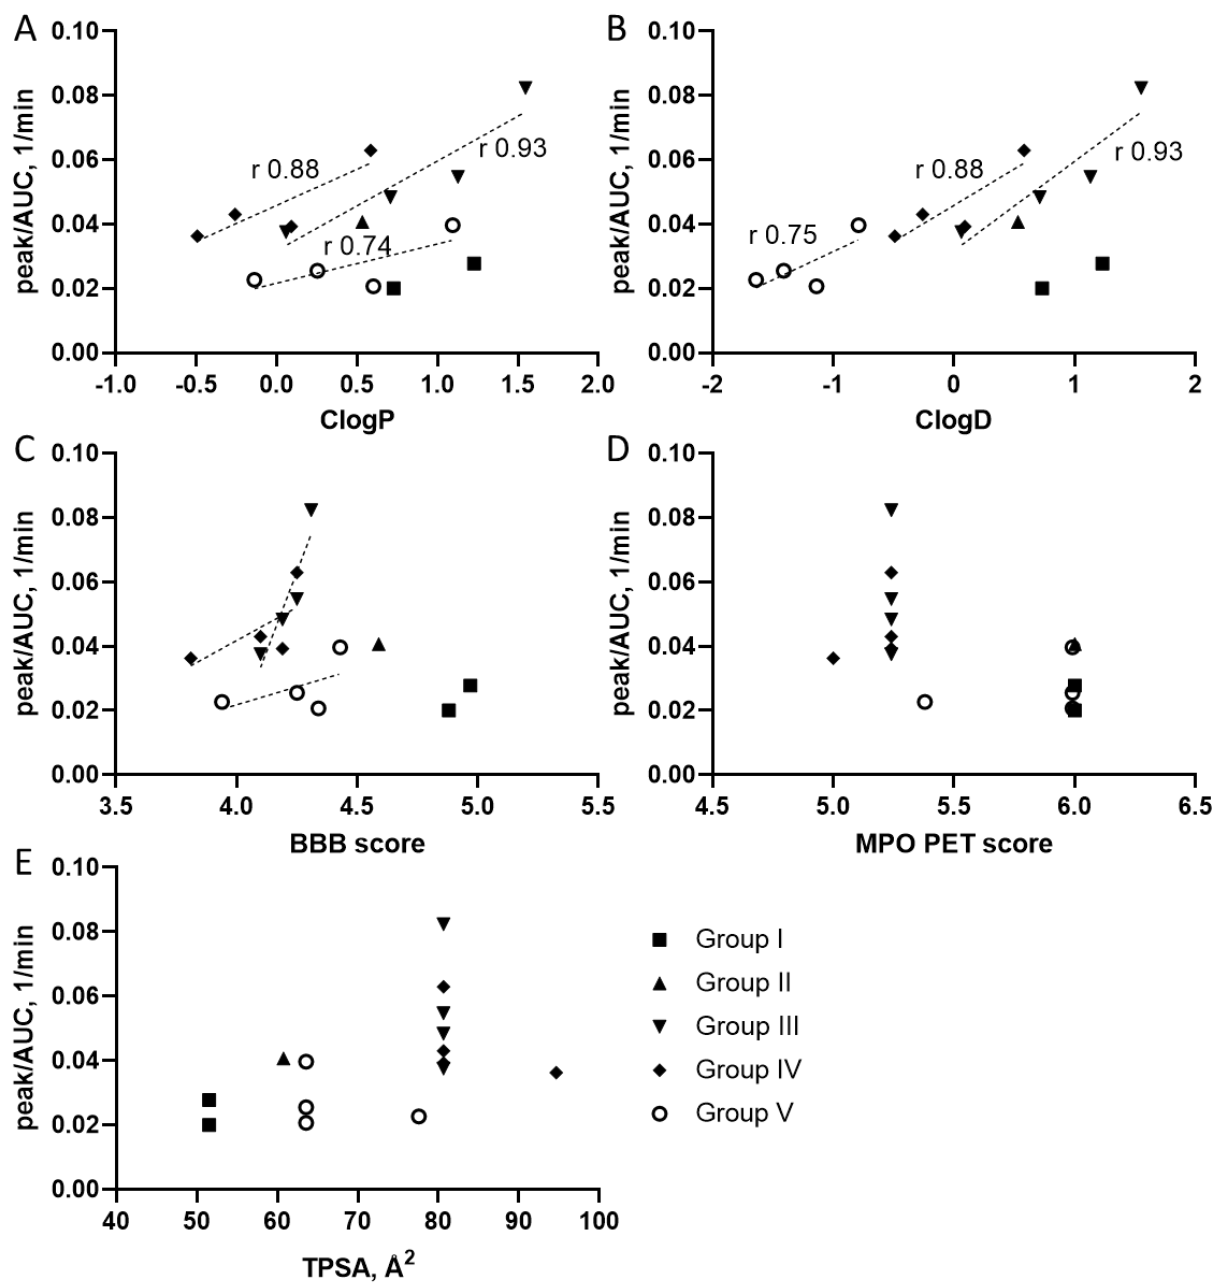 A
peak/AUC, 1/min
0.10
0.08
0.06
0.04
0.02
0.00
r 0.88
r 0.93
r 0.74
-1.0 -0.5 0.0 0.5 1.0 1.5 2.0
ClogP
B
peak/AUC, 1/min
0.10
0.08
0.06
0.04
0.02
0.00
r 0.88
r 0.93
r 0.75
-2 -1 0 1 2
ClogD
C
peak/AUC, 1/min
0.10
0.08
0.06
0.04
0.02
0.00
3.5 4.0 4.5 5.0 5.5
BBB score
D
peak/AUC, 1/min
0.10
0.08
0.06
0.04
0.02
0.00
4.5 5.0 5.5 6.0 6.5
MPO PET score
E
peak/AUC, 1/min
0.10
0.08
0.06
0.04
0.02
0.00
40 50 60 70 80 90 100
TPSA, Å²
Group I
Group II
Group III
Group IV
Group V